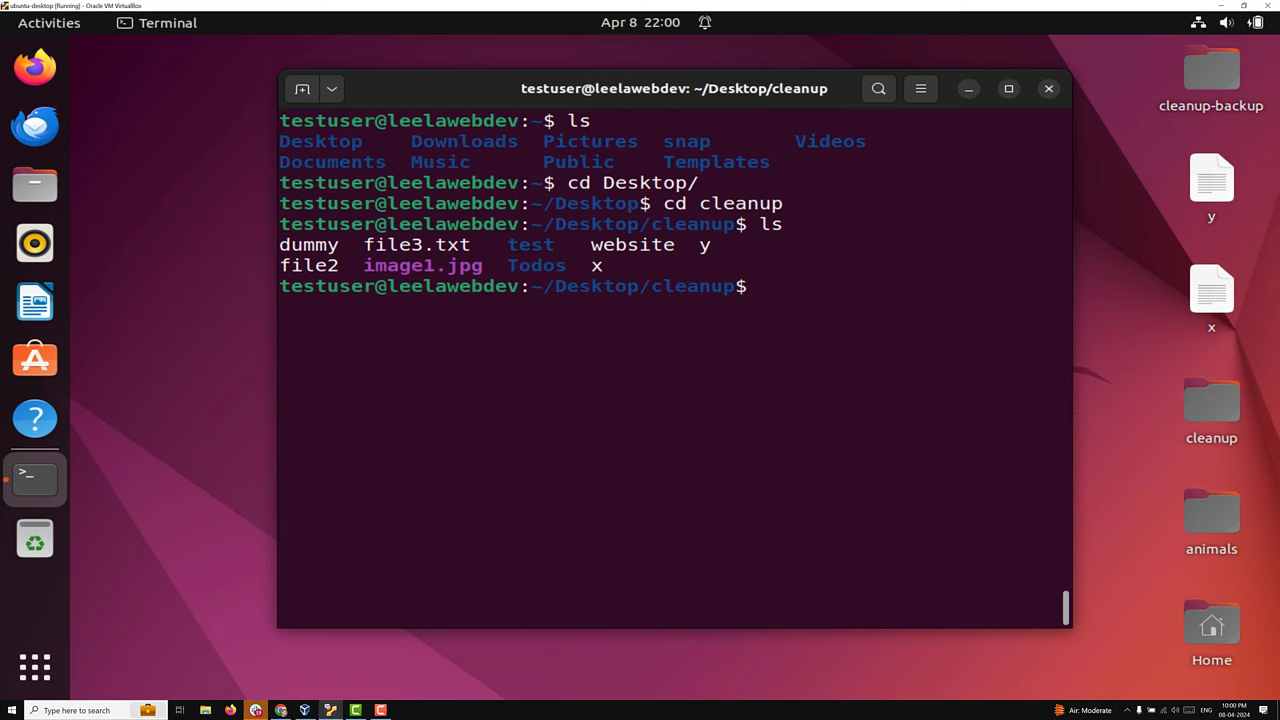 ubuntu-desktop [Running] - Oracle VM VirtualBox
Activities Terminal Apr 8 22:00
testuser@leelawebdev: ~/Desktop/cleanup
testuser@leelawebdev:~$ ls
Desktop Downloads Pictures snap Videos
Documents Music Public Templates
testuser@leelawebdev:~$ cd Desktop/
testuser@leelawebdev:~/Desktop$ cd cleanup
testuser@leelawebdev:~/Desktop/cleanup$ ls
dummy file3.txt test website y
file2 image1.jpg Todos x
testuser@leelawebdev:~/Desktop/cleanup$
cleanup-backup
y
x
cleanup
animals
Home
Type here to search
Air: Moderate
ENG
10:00 PM
08-04-2024